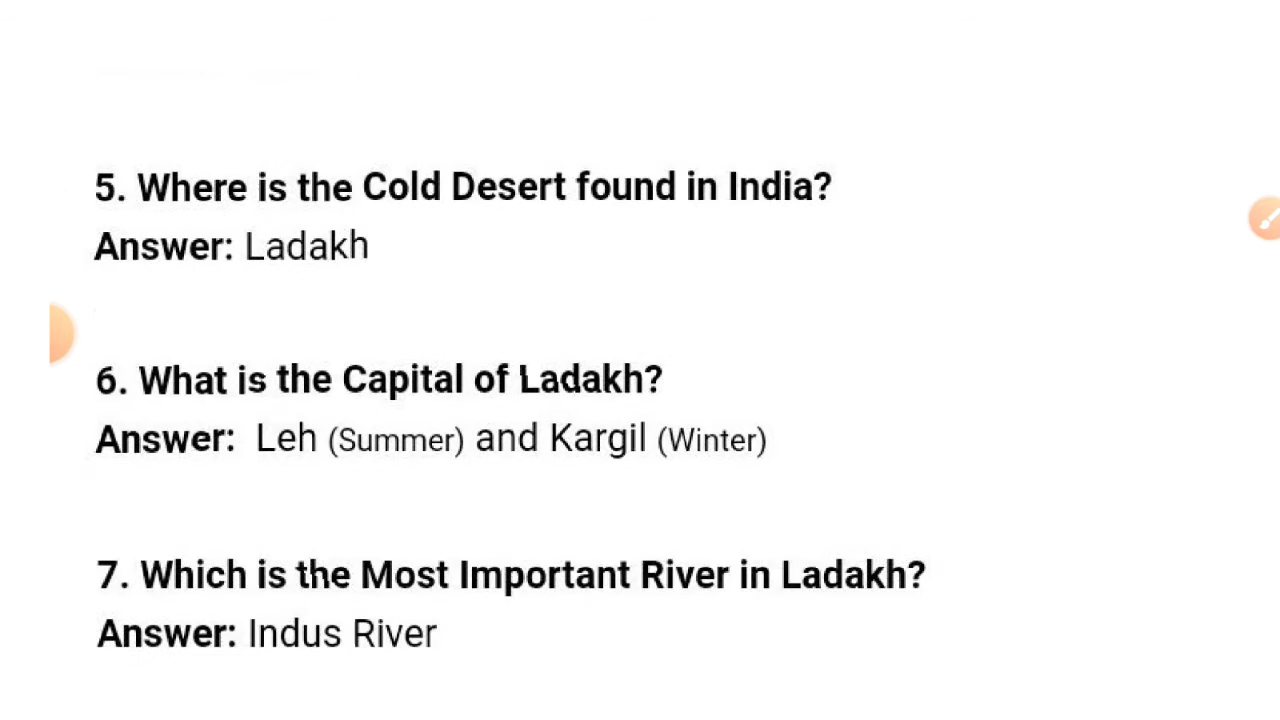 5. Where is the Cold Desert found in India?
Answer: Ladakh
6. What is the Capital of Ladakh?
Answer: Leh (Summer) and Kargil (Winter)
7. Which is the Most Important River in Ladakh?
Answer: Indus River